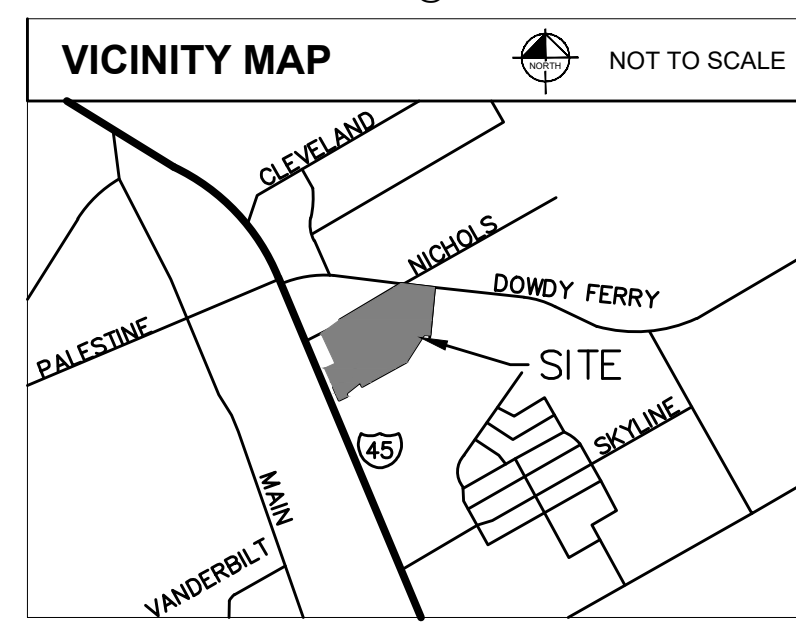 VICINITY MAP
NORTH
NOT TO SCALE
CLEVELAND
NICHOLS
DOWDY FERRY
PALESTINE
SITE
45
SKYLINE
MAIN
VANDERBILT